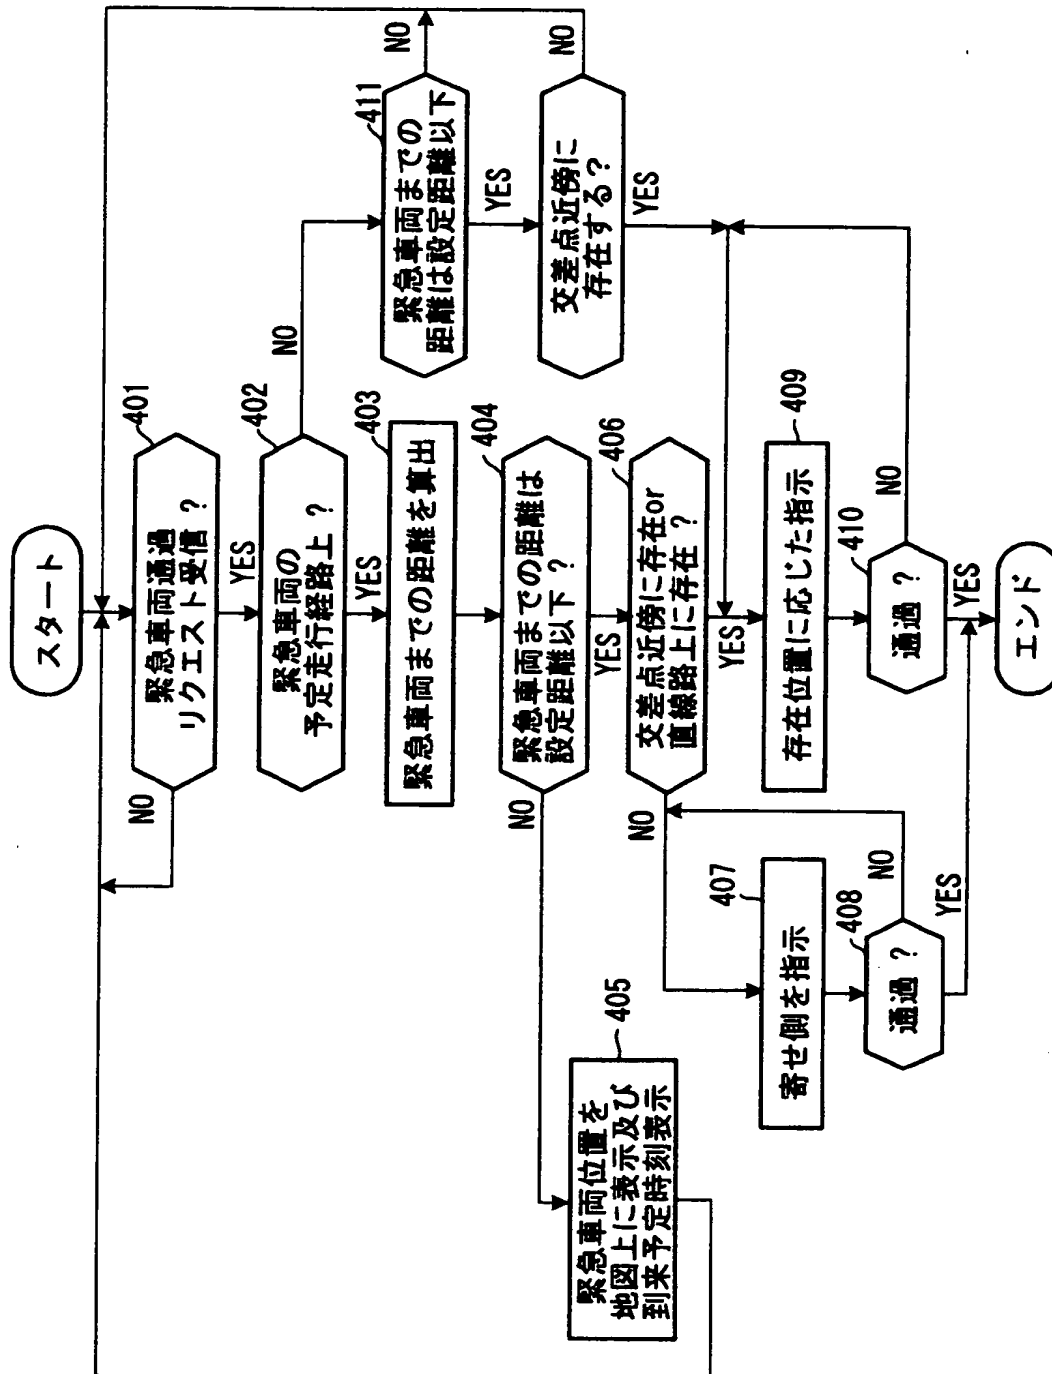 スタート
緊急車両通過
リクエスト受信？
401
NO
YES
緊急車両の
予定走行経路上？
402
NO
YES
緊急車両までの距離を算出
403
緊急車両までの距離は
設定距離以下？
404
NO
YES
緊急車両位置を
地図上に表示及び
到来予定時刻表示
405
交差点近傍に存在or
直線路上に存在？
406
NO
YES
寄せ側を指示
407
通過？
408
NO
YES
存在位置に応じた指示
409
通過？
410
NO
YES
緊急車両までの
距離は設定距離以下
411
NO
YES
交差点近傍に
存在する？
NO
YES
エンド